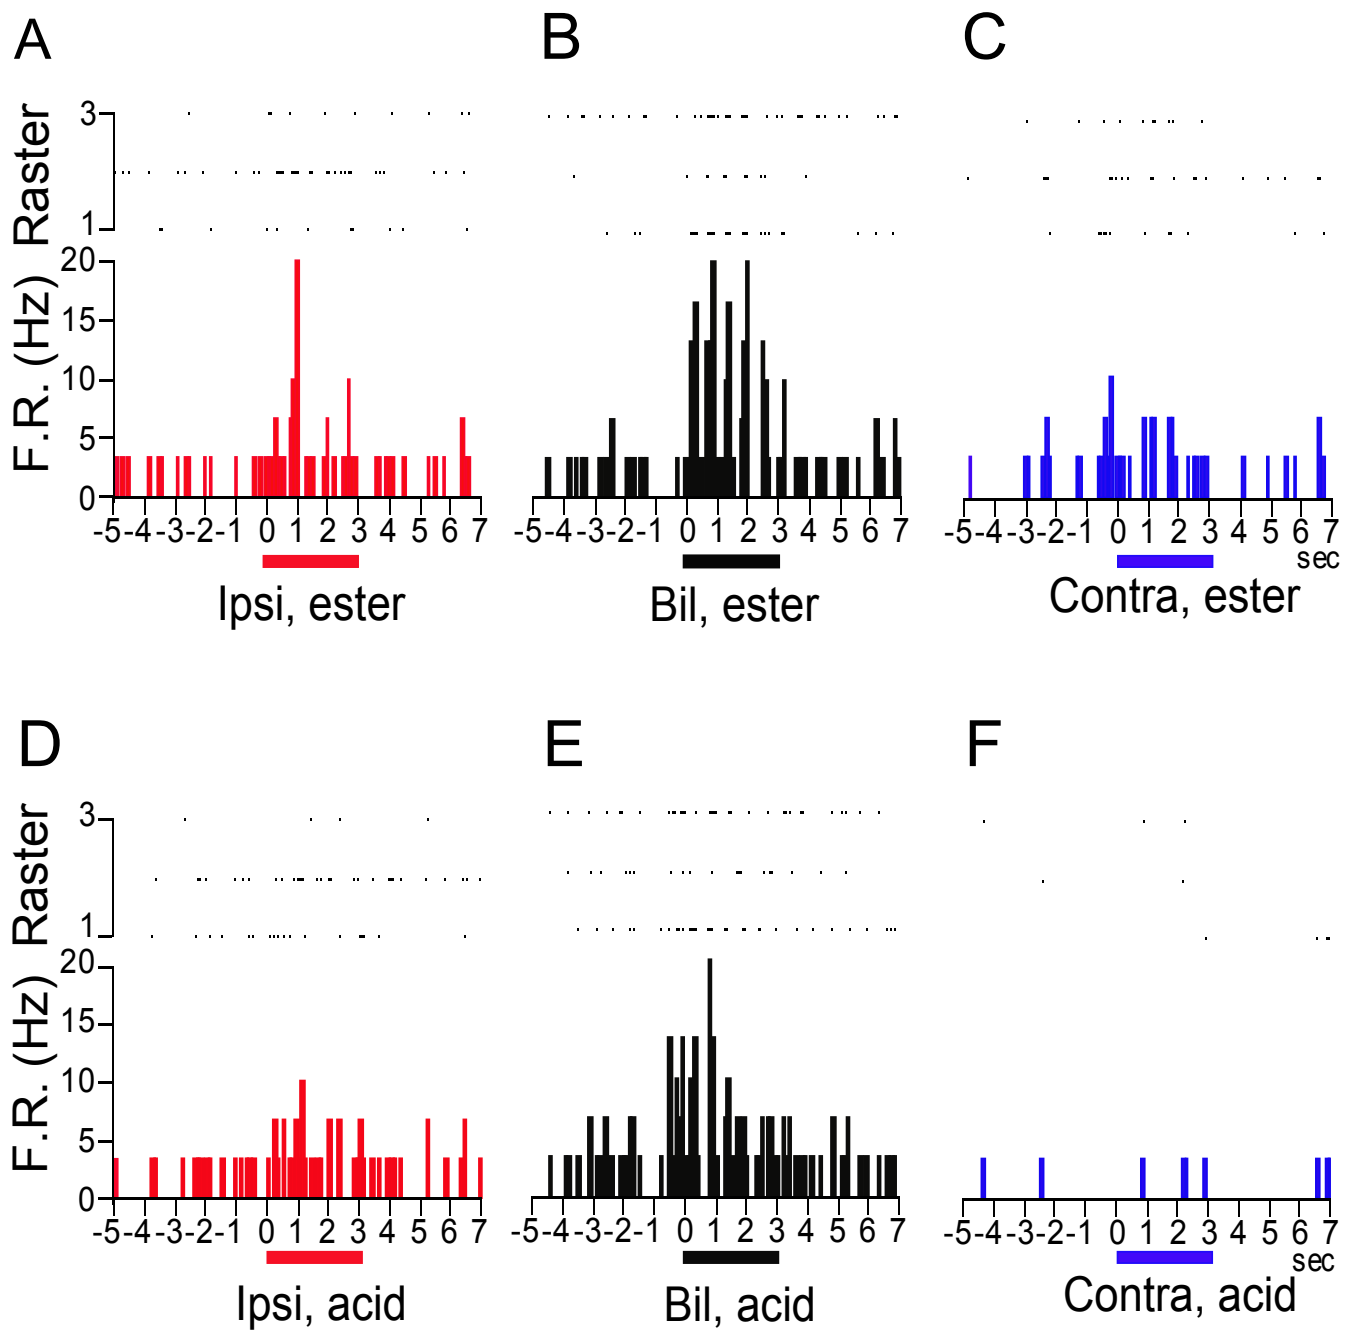 A
B
C
Raster
3
1
F.R. (Hz)
20
15
10
5
0
-5 -4 -3 -2 -1 0 1 2 3 4 5 6 7
-5 -4 -3 -2 -1 0 1 2 3 4 5 6 7
-5 -4 -3 -2 -1 0 1 2 3 4 5 6 7
sec
Ipsi, ester
Bil, ester
Contra, ester
D
E
F
Raster
3
1
F.R. (Hz)
20
15
10
5
0
-5 -4 -3 -2 -1 0 1 2 3 4 5 6 7
-5 -4 -3 -2 -1 0 1 2 3 4 5 6 7
-5 -4 -3 -2 -1 0 1 2 3 4 5 6 7
sec
Ipsi, acid
Bil, acid
Contra, acid